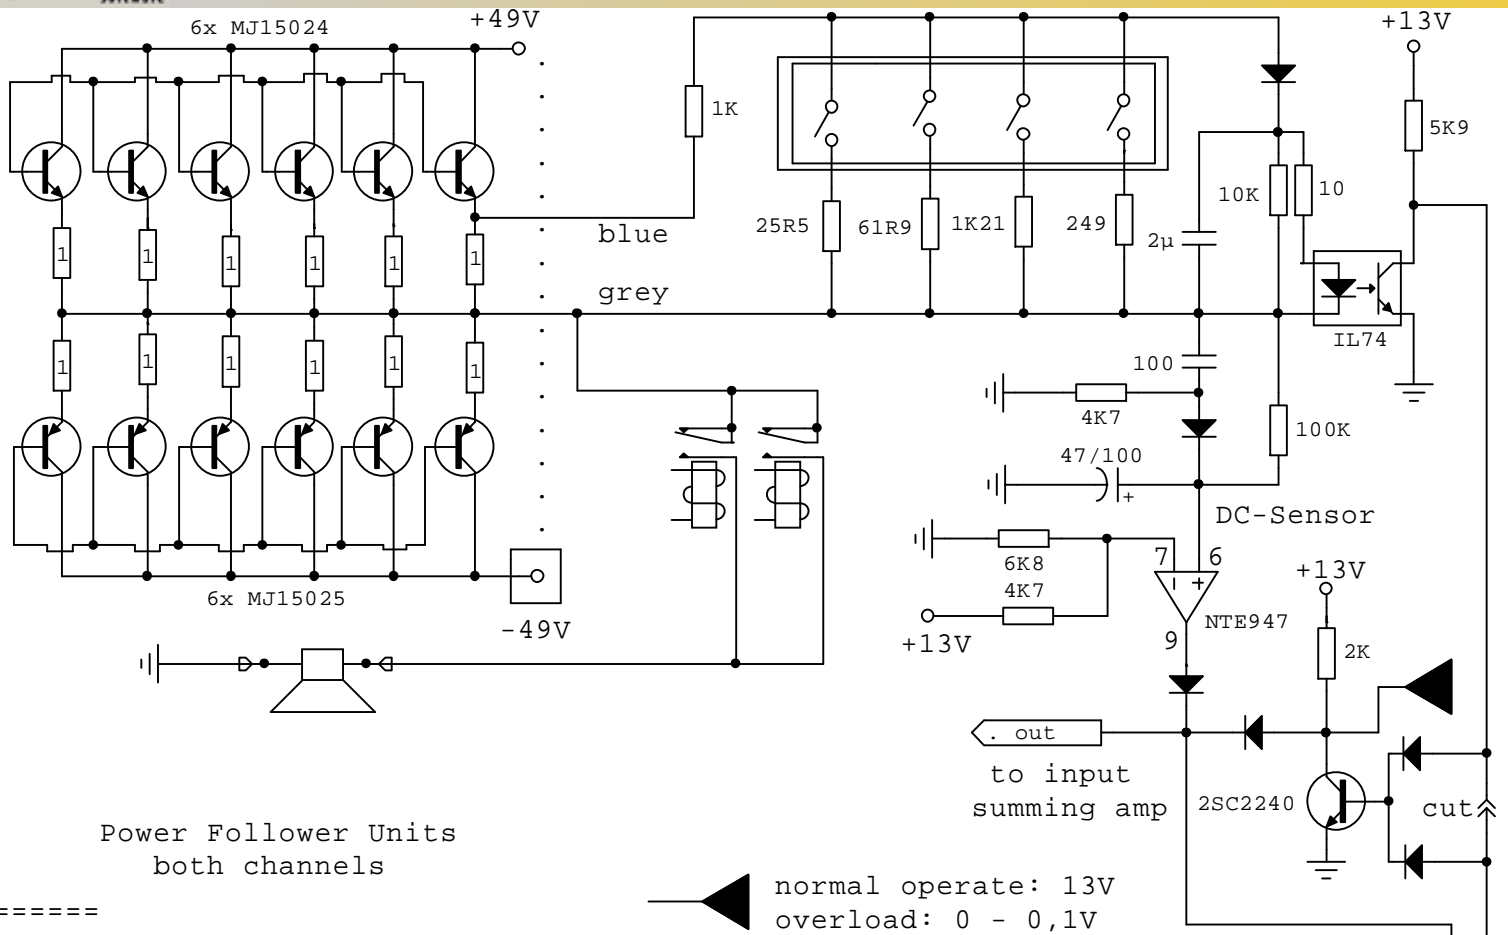 6x MJ15024
+49V
+13V
1K
5K9
10K
10
25R5
61R9
1K21
249
blue
2µ
1
1
1
1
1
1
grey
IL74
1
1
1
1
1
1
100
4K7
100K
47/100
+
DC-Sensor
6K8
7
6
4K7
+13V
6x MJ15025
- +
-49V
+13V
NTE947
9
2K
. out
to input
summing amp
2SC2240
cut
Power Follower Units
both channels
normal operate: 13V
overload: 0 - 0,1V
======